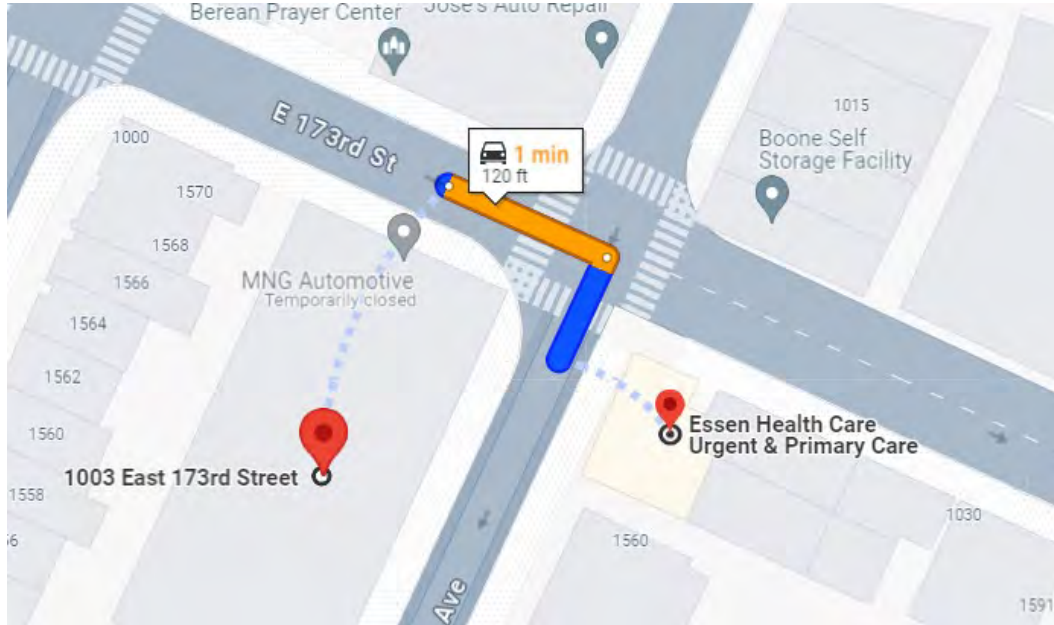 Berean Prayer Center
Jose's Auto Repair
E 173rd St
1 min
120 ft
1000
1570
1568
1566
1564
1562
1560
1558
56
MNG Automotive
Temporarily closed
1015
Boone Self
Storage Facility
1003 East 173rd Street
Essen Health Care
Urgent & Primary Care
1030
1560
1591
Ave